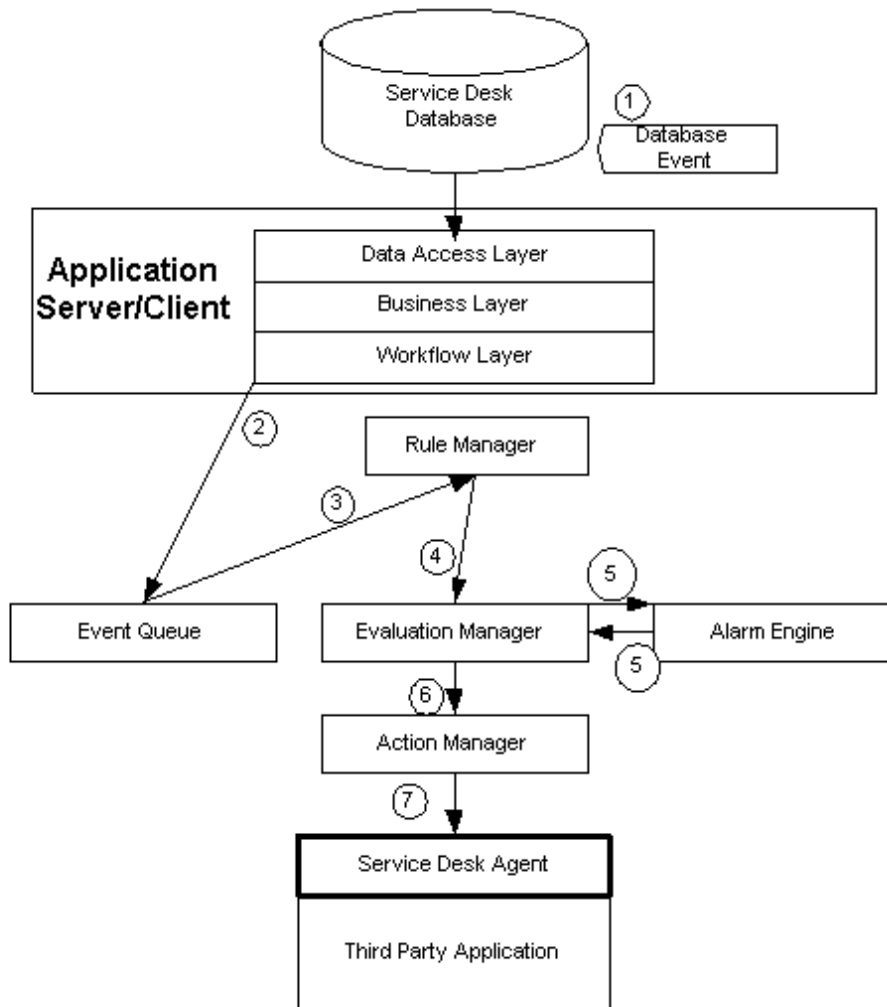 Service Desk
Database
1
Database
Event
Application
Server/Client
Data Access Layer
Business Layer
Workflow Layer
2
Rule Manager
3
4
5
Event Queue
Evaluation Manager
Alarm Engine
5
6
Action Manager
7
Service Desk Agent
Third Party Application